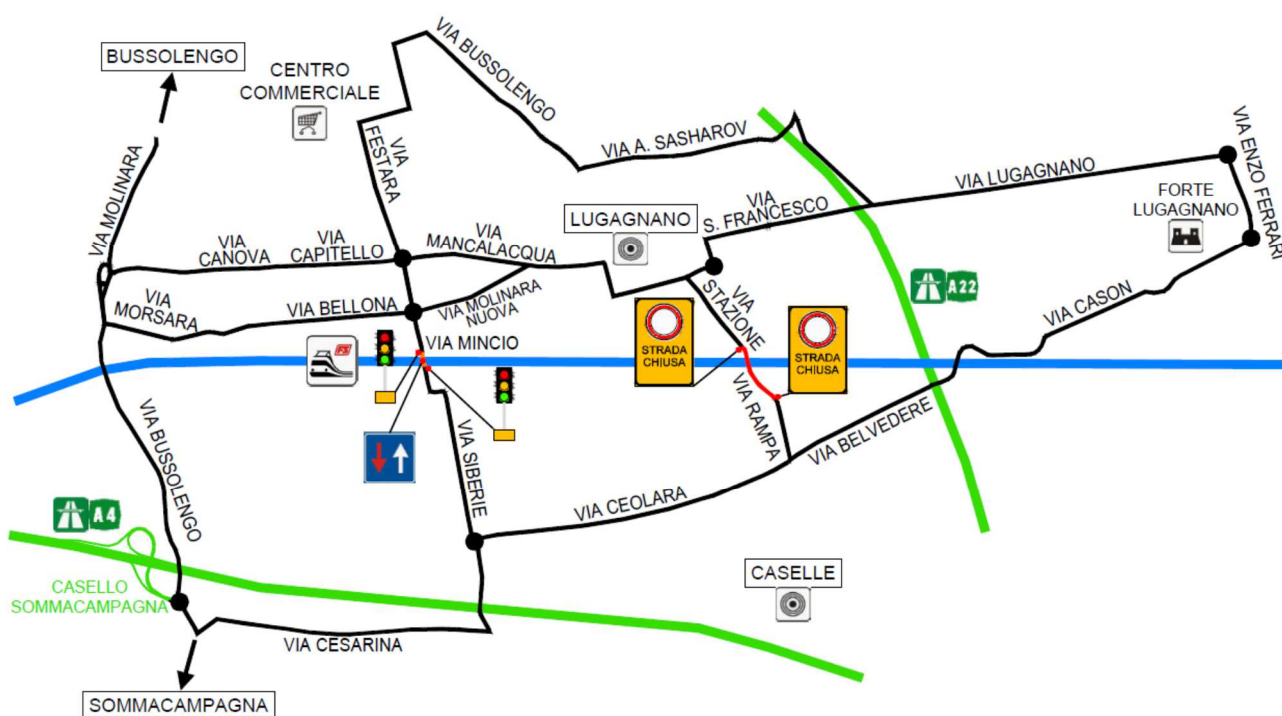 BUSSOLENGO
CENTRO
COMMERCIALE
VIA BUSSOLENGO
VIA
FESTARA
VIA A. SASHAROV
VIA ENZO FERRARI
VIA LUGAGNANO
VIA MOLINARA
LUGAGNANO
VIA
S. FRANCESCO
FORTE
LUGAGNANO
VIA
CANOVA
VIA
CAPITELLO
VIA
MANCALACQUA
VIA
MORSARA
VIA BELLONA
VIA MOLINARA
NUOVA
VIA
STAZIONE
A22
VIA CASON
STRADA
CHIUSA
STRADA
CHIUSA
FS
VIA MINCIO
VIA RAMPA
VIA BELVEDERE
VIA BUSSOLENGO
VIA SIBERIE
VIA CEOLARA
A4
CASELLO
SOMMACAMPAGNA
CASELLE
VIA CESARINA
SOMMACAMPAGNA